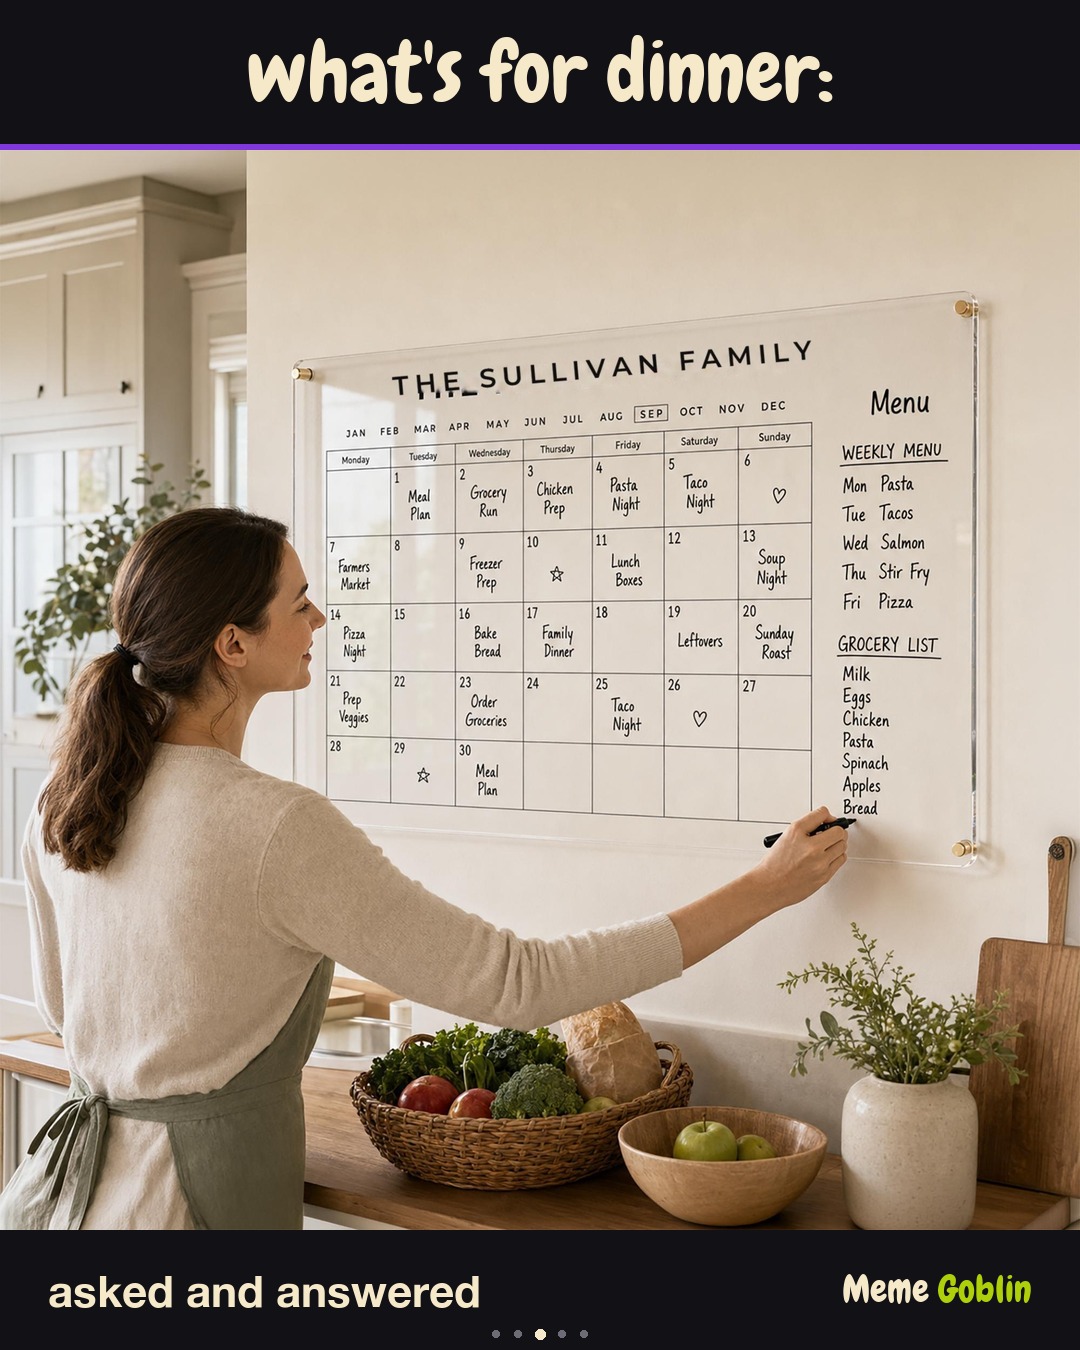 what's for dinner:
THE SULLIVAN FAMILY
JAN FEB MAR APR MAY JUN JUL AUG SEP OCT NOV DEC
Monday Tuesday Wednesday Thursday Friday Saturday Sunday
1 Meal Plan
2 Grocery Run
3 Chicken Prep
4 Pasta Night
5 Taco Night
6 ♡
7 Farmers Market
8
9 Freezer Prep
10 ☆
11 Lunch Boxes
12
13 Soup Night
14 Pizza Night
15
16 Bake Bread
17 Family Dinner
18
19 Leftovers
20 Sunday Roast
21 Prep Veggies
22
23 Order Groceries
24
25 Taco Night
26 ♡
27
28
29 ☆
30 Meal Plan
Menu
WEEKLY MENU
Mon Pasta
Tue Tacos
Wed Salmon
Thu Stir Fry
Fri Pizza
GROCERY LIST
Milk
Eggs
Chicken
Pasta
Spinach
Apples
Bread
asked and answered
Meme Goblin